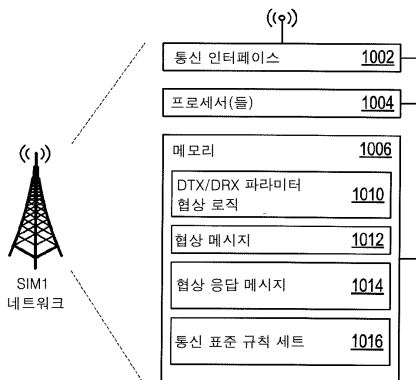 통신 인터페이스 1002
프로세서(들) 1004
메모리 1006
DTX/DRX 파라미터
협상 로직 1010
협상 메시지 1012
협상 응답 메시지 1014
통신 표준 규칙 세트 1016
SIM1
네트워크